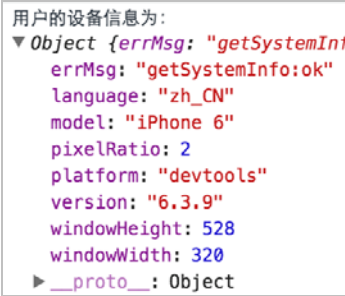 用户的设备信息为:
▼Object {errMsg: "getSystemInf
errMsg: "getSystemInfo:ok"
language: "zh_CN"
model: "iPhone 6"
pixelRatio: 2
platform: "devtools"
version: "6.3.9"
windowHeight: 528
windowWidth: 320
▶__proto__: Object